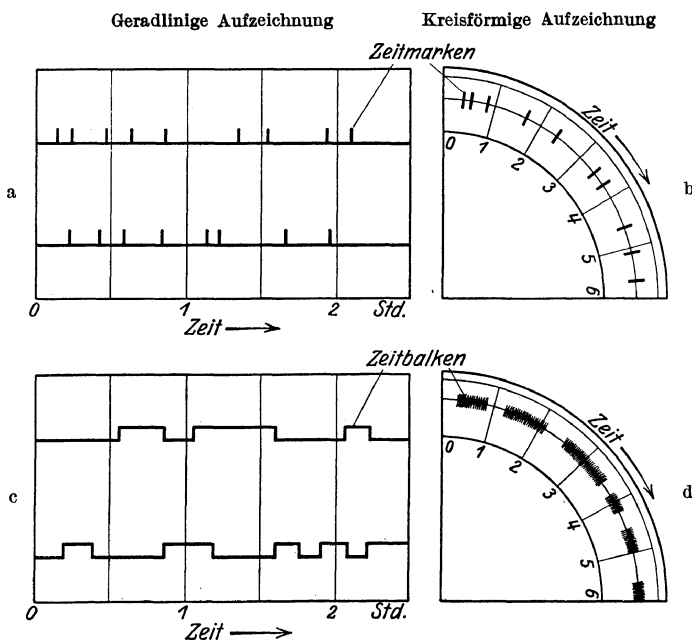 Geradlinige Aufzeichnung
Kreisförmige Aufzeichnung
Zeitmarken
Zeit
a
b
0 1 2 Std.
Zeit
0 1 2 3 4 5 6
Zeitbalken
Zeit
c
d
0 1 2 Std.
Zeit
0 1 2 3 4 5 6